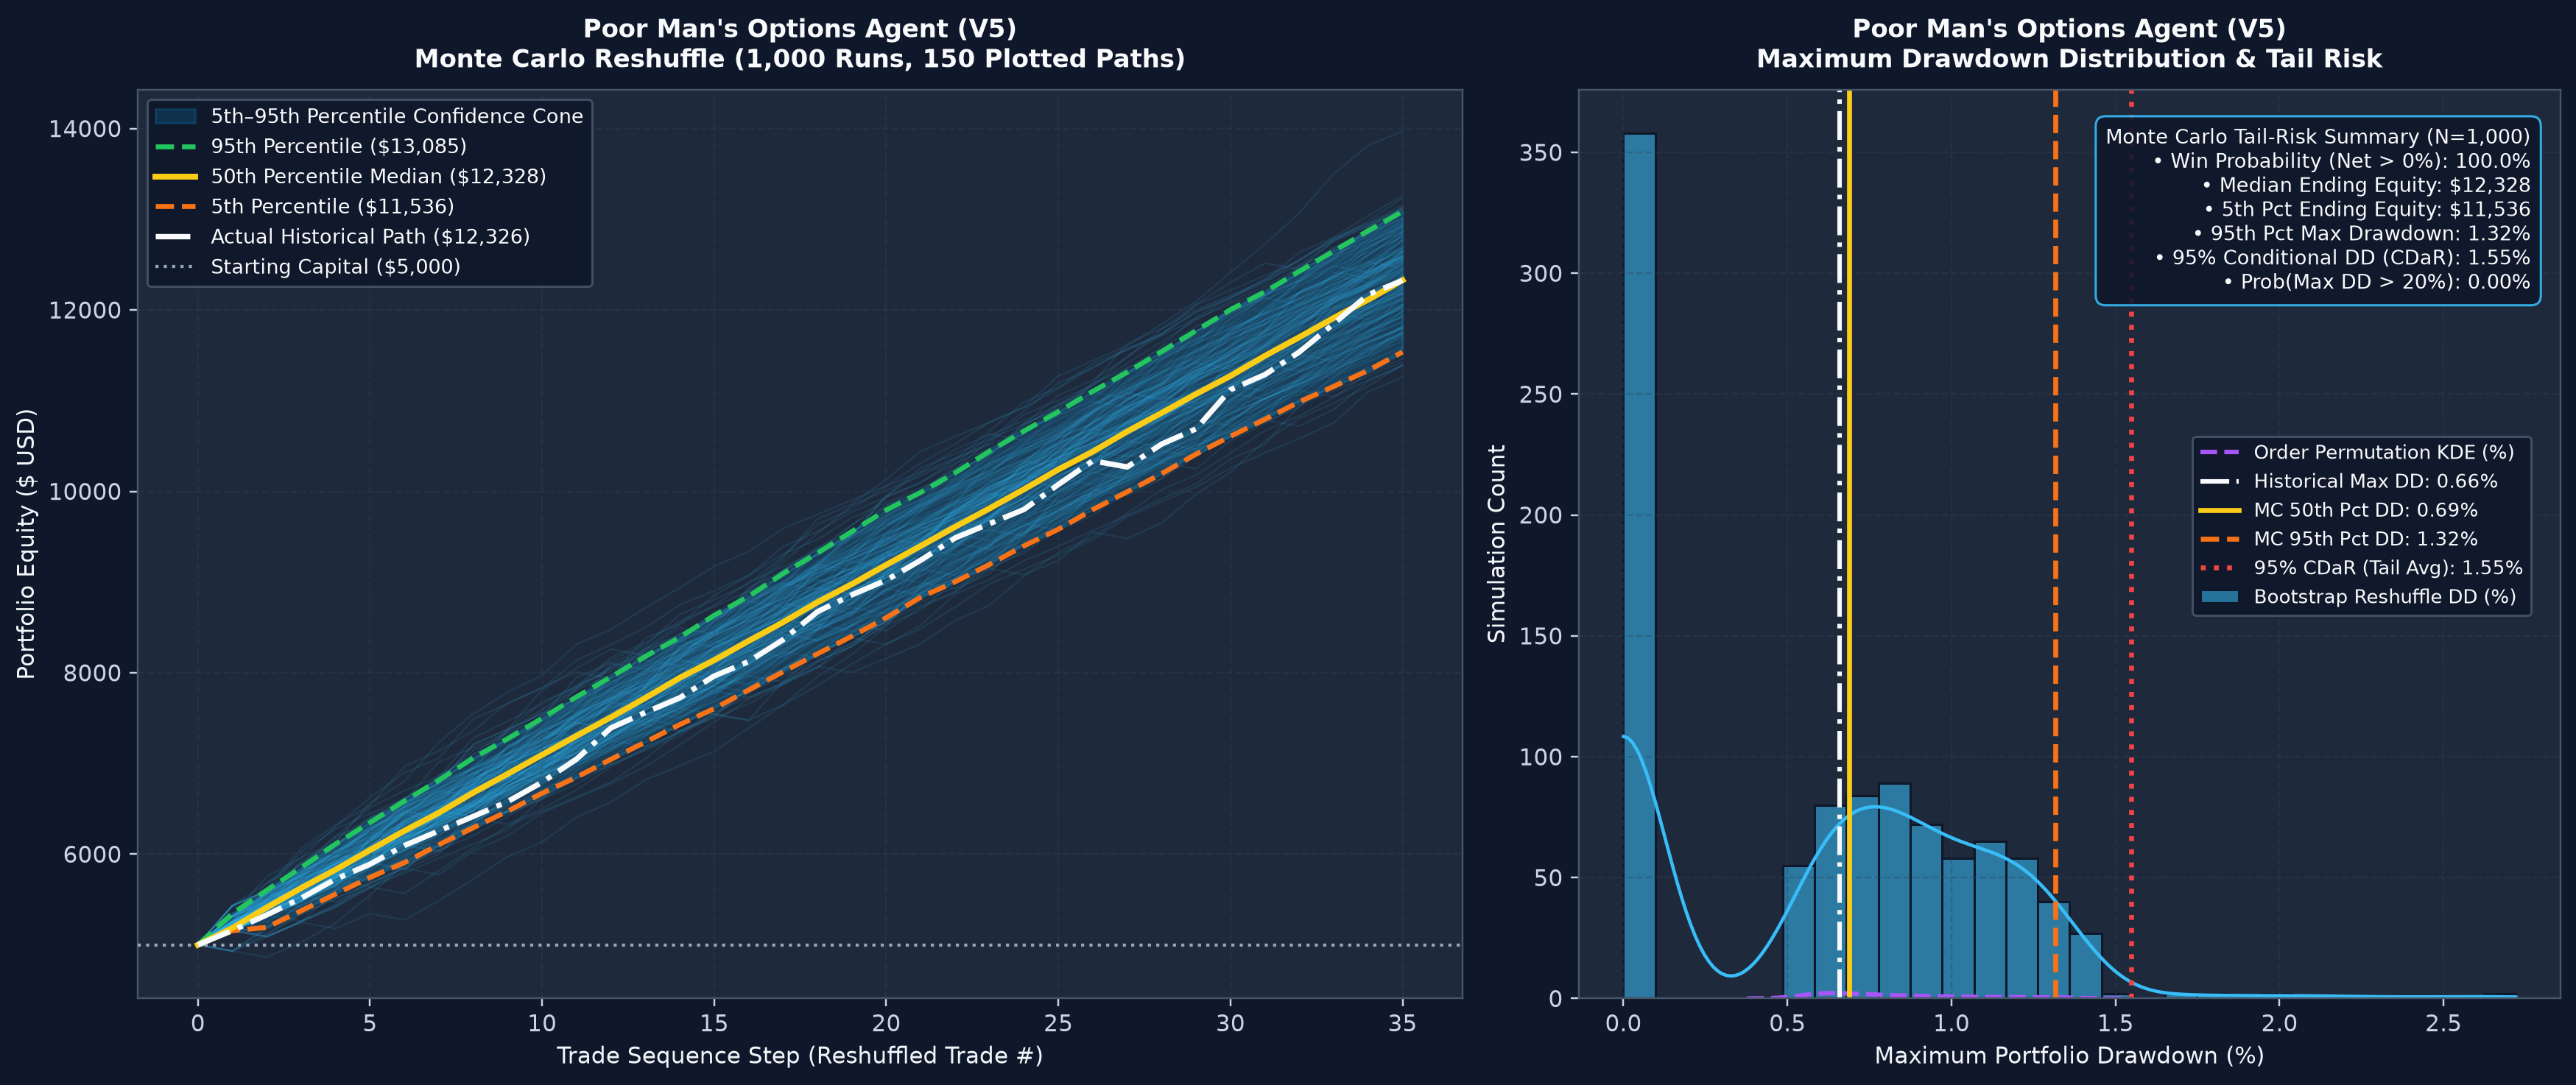 Poor Man's Options Agent (V5)
Monte Carlo Reshuffle (1,000 Runs, 150 Plotted Paths)
5th–95th Percentile Confidence Cone
95th Percentile ($13,085)
50th Percentile Median ($12,328)
5th Percentile ($11,536)
Actual Historical Path ($12,326)
Starting Capital ($5,000)
Portfolio Equity ($ USD)
14000
12000
10000
8000
6000
0 5 10 15 20 25 30 35
Trade Sequence Step (Reshuffled Trade #)
Poor Man's Options Agent (V5)
Maximum Drawdown Distribution & Tail Risk
Monte Carlo Tail-Risk Summary (N=1,000)
• Win Probability (Net > 0%): 100.0%
• Median Ending Equity: $12,328
• 5th Pct Ending Equity: $11,536
• 95th Pct Max Drawdown: 1.32%
• 95% Conditional DD (CDaR): 1.55%
• Prob(Max DD > 20%): 0.00%
Order Permutation KDE (%)
Historical Max DD: 0.66%
MC 50th Pct DD: 0.69%
MC 95th Pct DD: 1.32%
95% CDaR (Tail Avg): 1.55%
Bootstrap Reshuffle DD (%)
Simulation Count
350
300
250
200
150
100
50
0
0.0 0.5 1.0 1.5 2.0 2.5
Maximum Portfolio Drawdown (%)